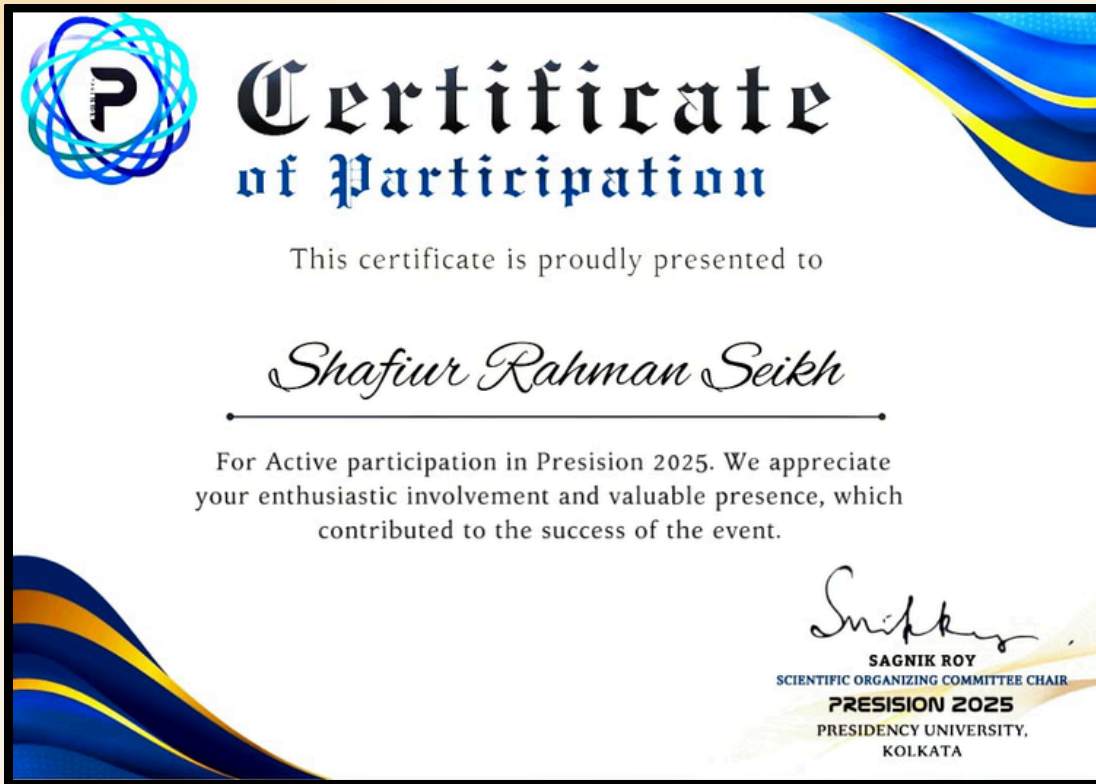 Certificate
of Participation
This certificate is proudly presented to
Shafiur Rahman Seikh
For Active participation in Presision 2025. We appreciate
your enthusiastic involvement and valuable presence, which
contributed to the success of the event.
SAGNIK ROY
SCIENTIFIC ORGANIZING COMMITTEE CHAIR
PRESISION 2025
PRESIDENCY UNIVERSITY,
KOLKATA